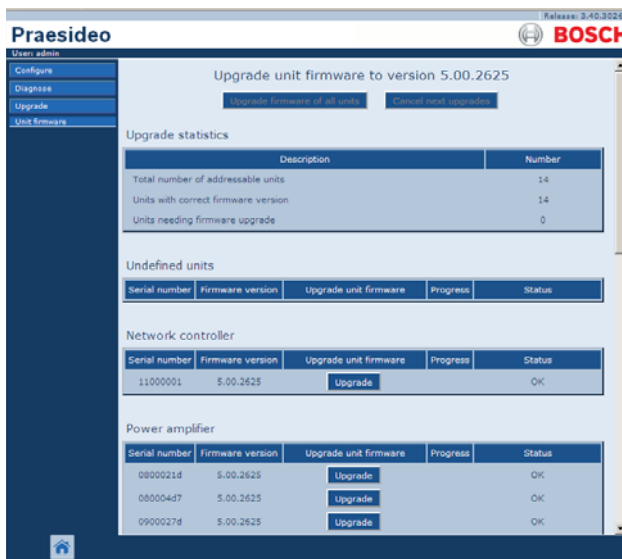 Release: 3.40.3026
Praesideo
BOSCH
User: admin
Configure
Diagnose
Upgrade
Unit firmware
Upgrade unit firmware to version 5.00.2625
Upgrade firmware of all units Cancel next upgrades
Upgrade statistics
Description Number
Total number of addressable units 14
Units with correct firmware version 14
Units needing firmware upgrade 0
Undefined units
Serial number Firmware version Upgrade unit firmware Progress Status
Network controller
Serial number Firmware version Upgrade unit firmware Progress Status
11000001 5.00.2625 Upgrade OK
Power amplifier
Serial number Firmware version Upgrade unit firmware Progress Status
0800021d 5.00.2625 Upgrade OK
080004d7 5.00.2625 Upgrade OK
0900027d 5.00.2625 Upgrade OK